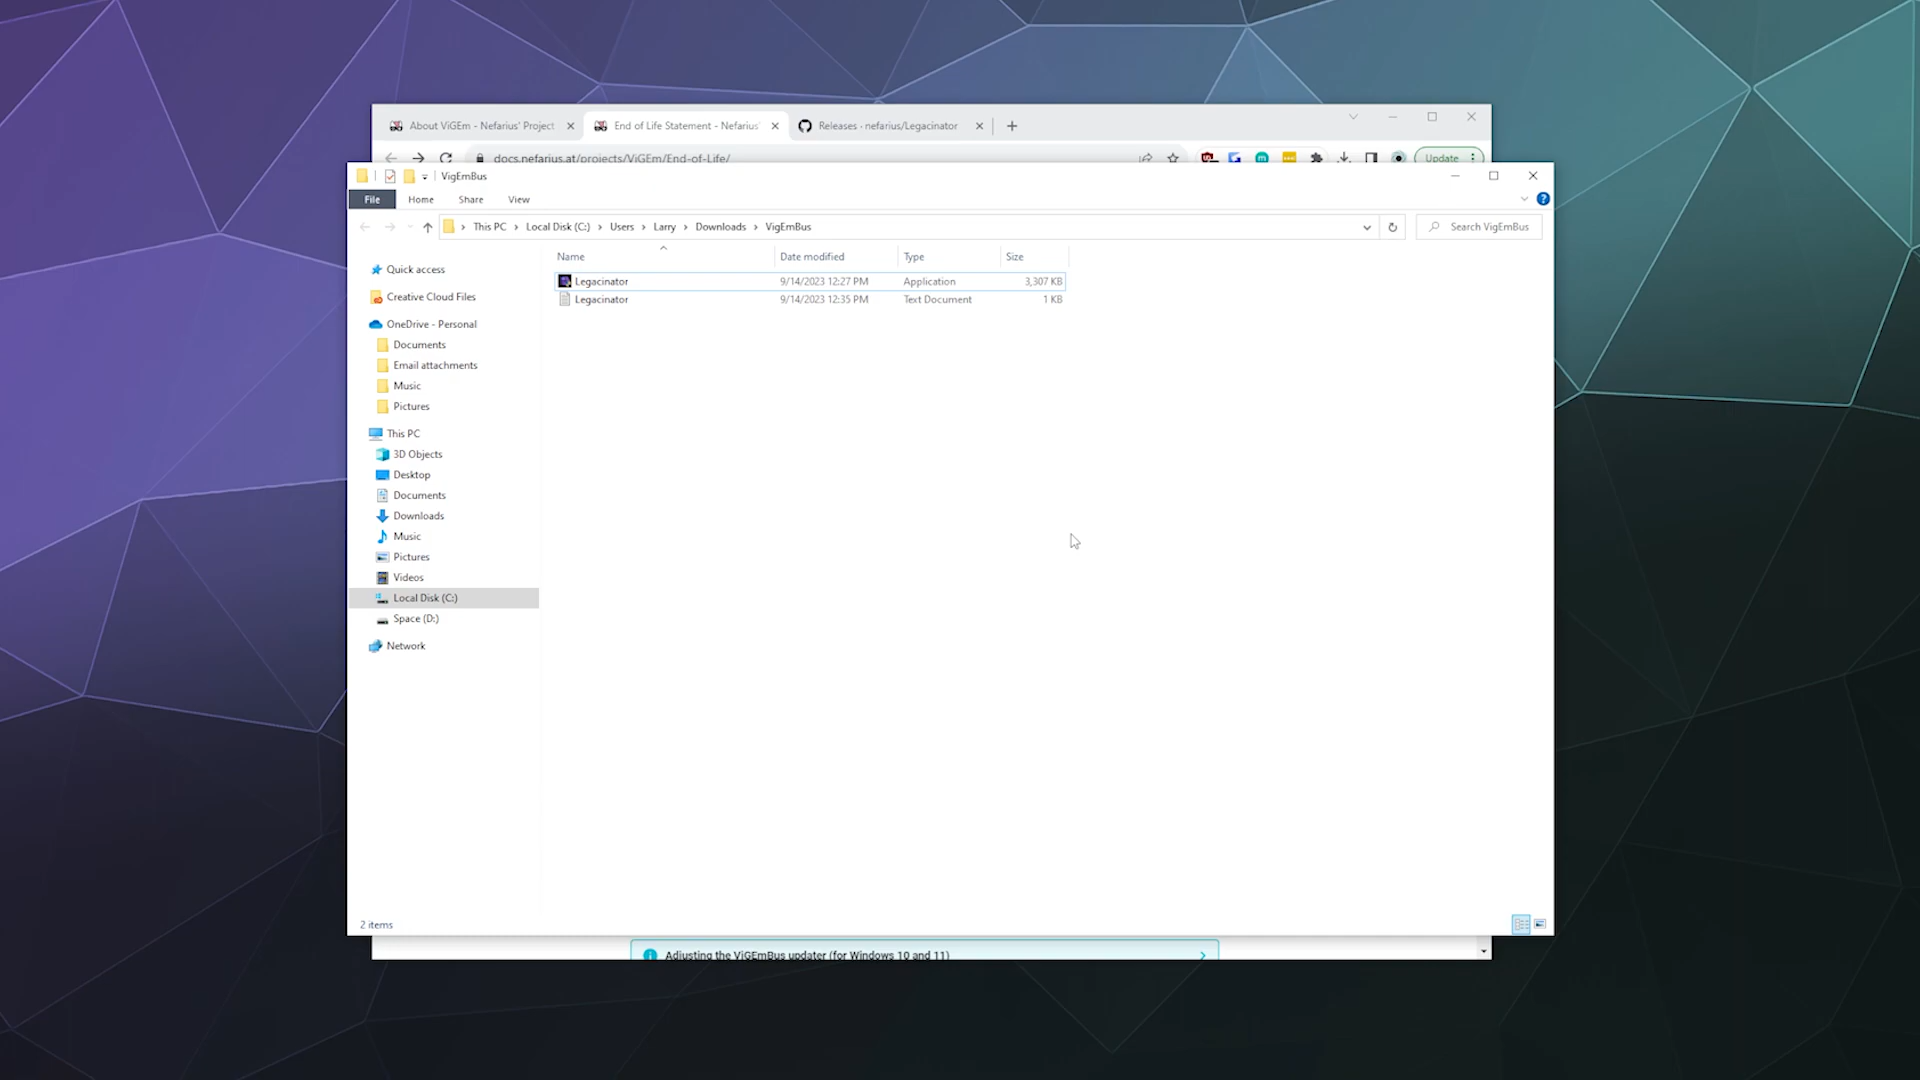 About ViGEm - Nefarius' Project
End of Life Statement - Nefarius'
Releases · nefarius/Legacinator
docs.nefarius.at/projects/ViGEm/End-of-Life/
Update
VigEmBus
File
Home
Share
View
This PC
Local Disk (C:)
Users
Larry
Downloads
VigEmBus
Search VigEmBus
Name
Date modified
Type
Size
Legacinator
9/14/2023 12:27 PM
Application
3,307 KB
Legacinator
9/14/2023 12:35 PM
Text Document
1 KB
Quick access
Creative Cloud Files
OneDrive - Personal
Documents
Email attachments
Music
Pictures
This PC
3D Objects
Desktop
Documents
Downloads
Music
Pictures
Videos
Local Disk (C:)
Space (D:)
Network
2 items
Adjusting the ViGEmBus updater (for Windows 10 and 11)